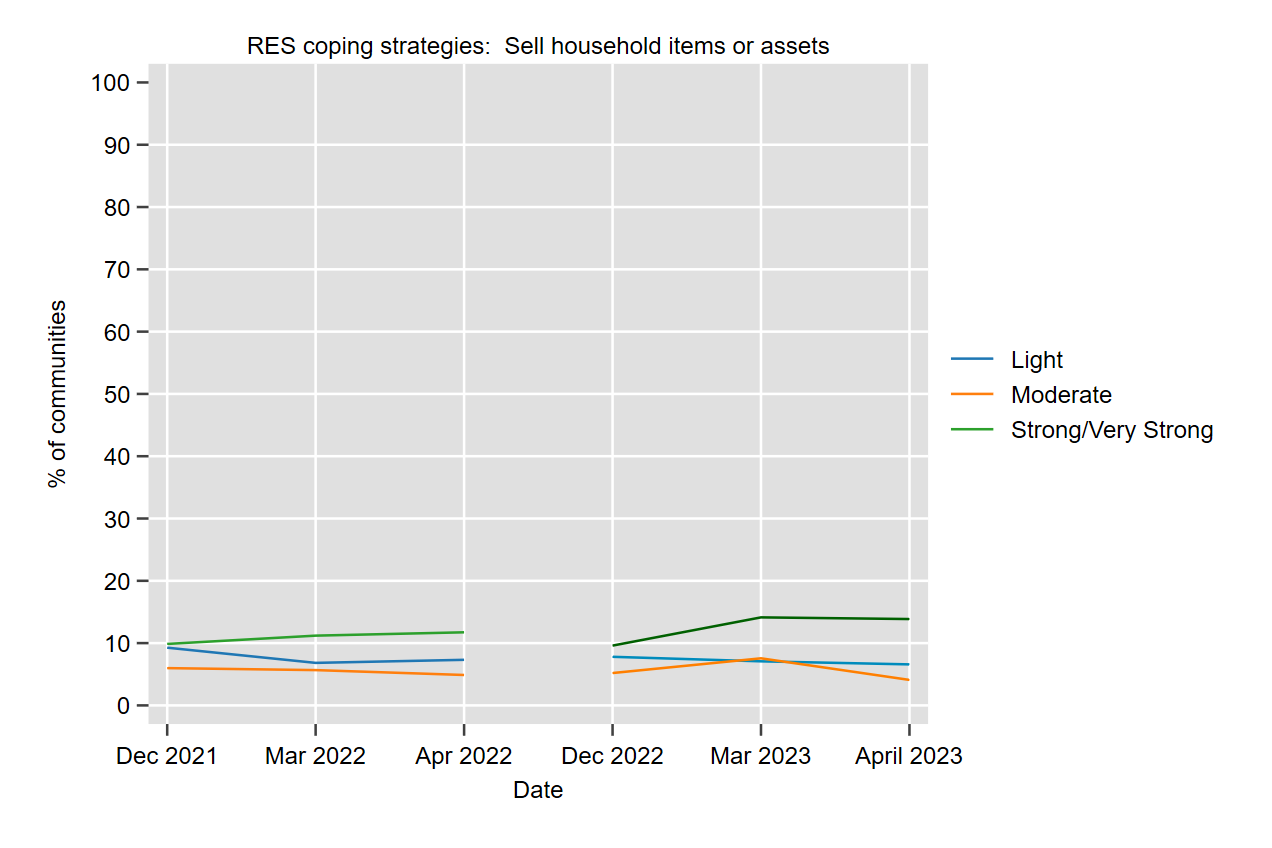 RES coping strategies:  Sell household items or assets
100
90
80
70
60
50
40
30
20
10
0
% of communities
Dec 2021 Mar 2022 Apr 2022 Dec 2022 Mar 2023 April 2023
Date
Light
Moderate
Strong/Very Strong